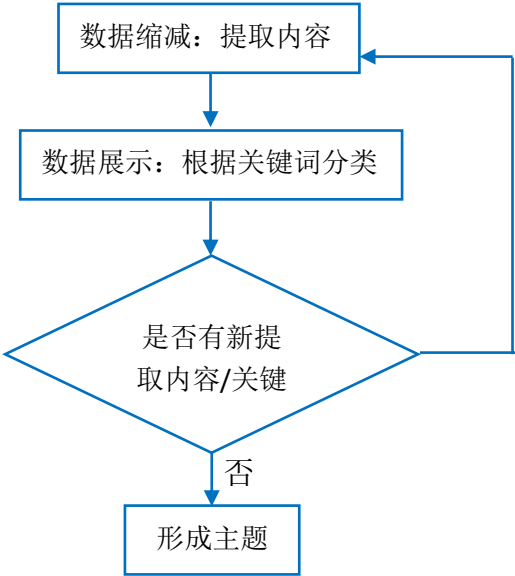 数据缩减：提取内容
数据展示：根据关键词分类
是否有新提
取内容/关键
否
形成主题